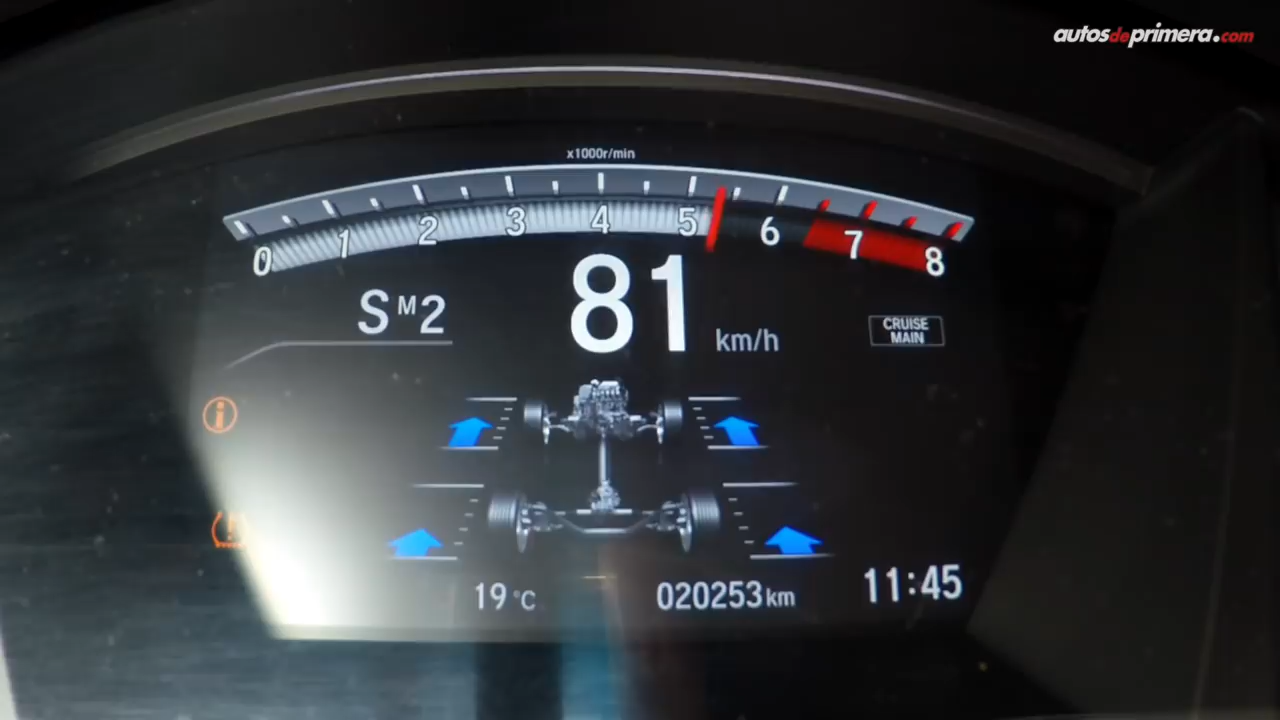 autosdeprimera.com
x1000r/min
0 1 2 3 4 5 6 7 8
S M2
81 km/h
CRUISE
MAIN
19 °C
020253 km
11:45